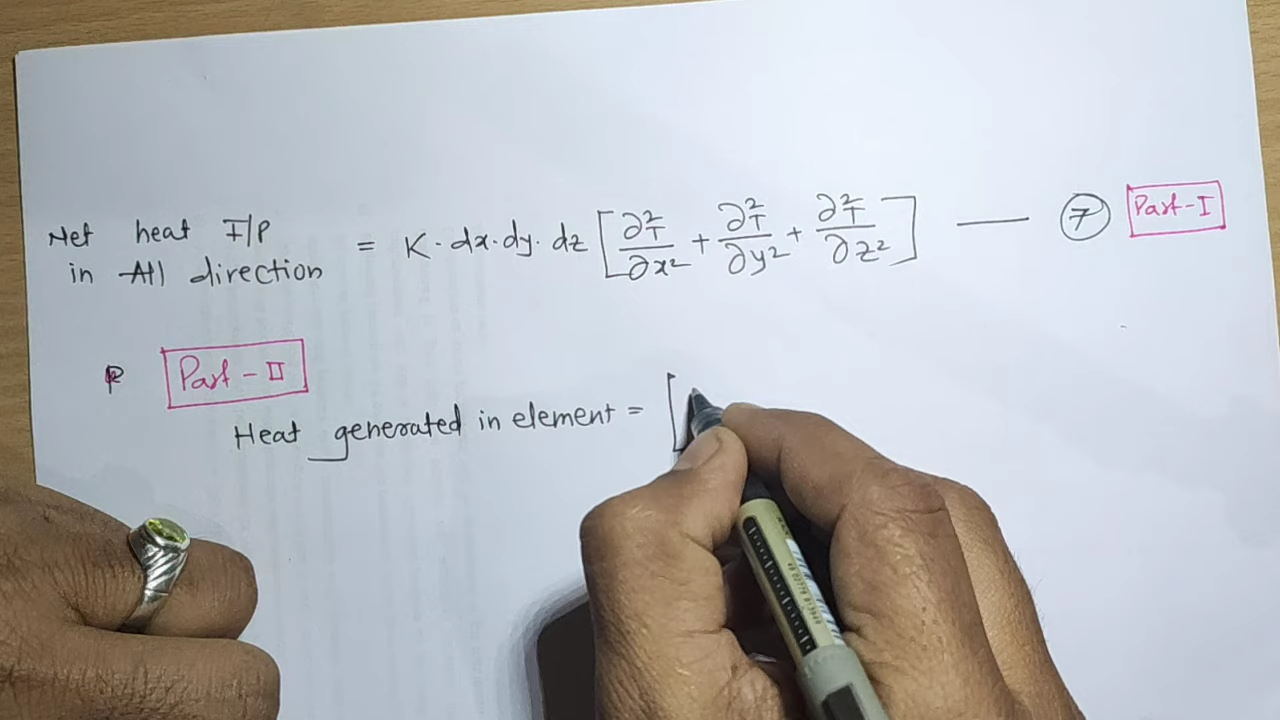 Net heat I/P
in All direction
= K · dx · dy · dz [∂²T/∂x² + ∂²T/∂y² + ∂²T/∂z²] — ⑦ Part-I
P Part - II
Heat generated in element = [